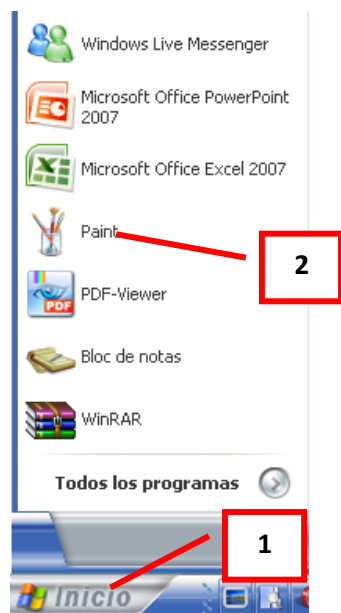 Windows Live Messenger
Microsoft Office PowerPoint
2007
Microsoft Office Excel 2007
Paint
2
PDF-Viewer
PDF
Bloc de notas
WinRAR
Todos los programas
1
Inicio